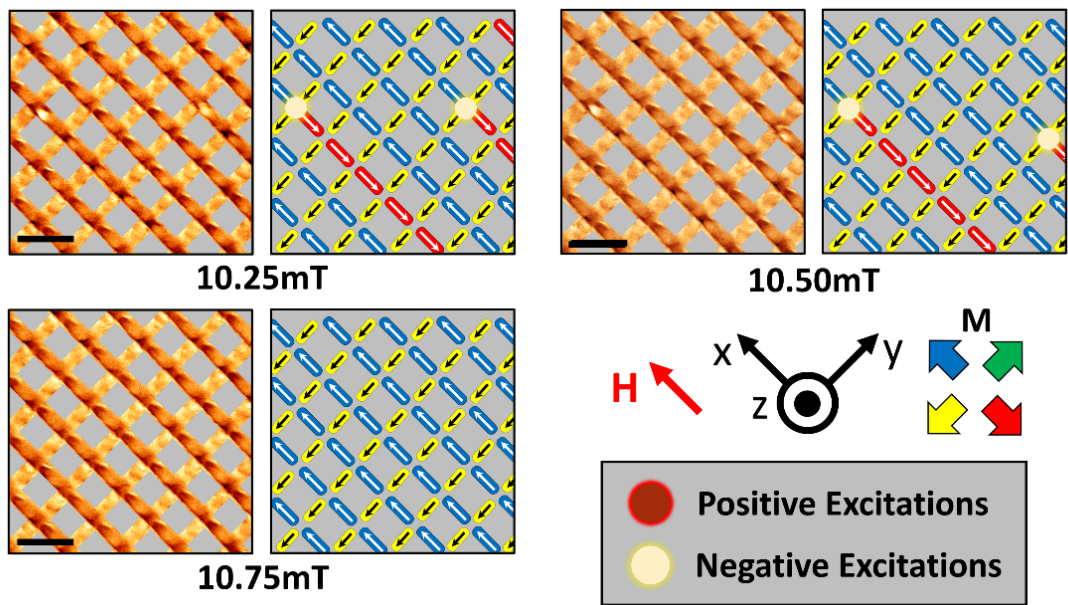 10.25mT
10.50mT
10.75mT
H
x
y
z
M
Positive Excitations
Negative Excitations